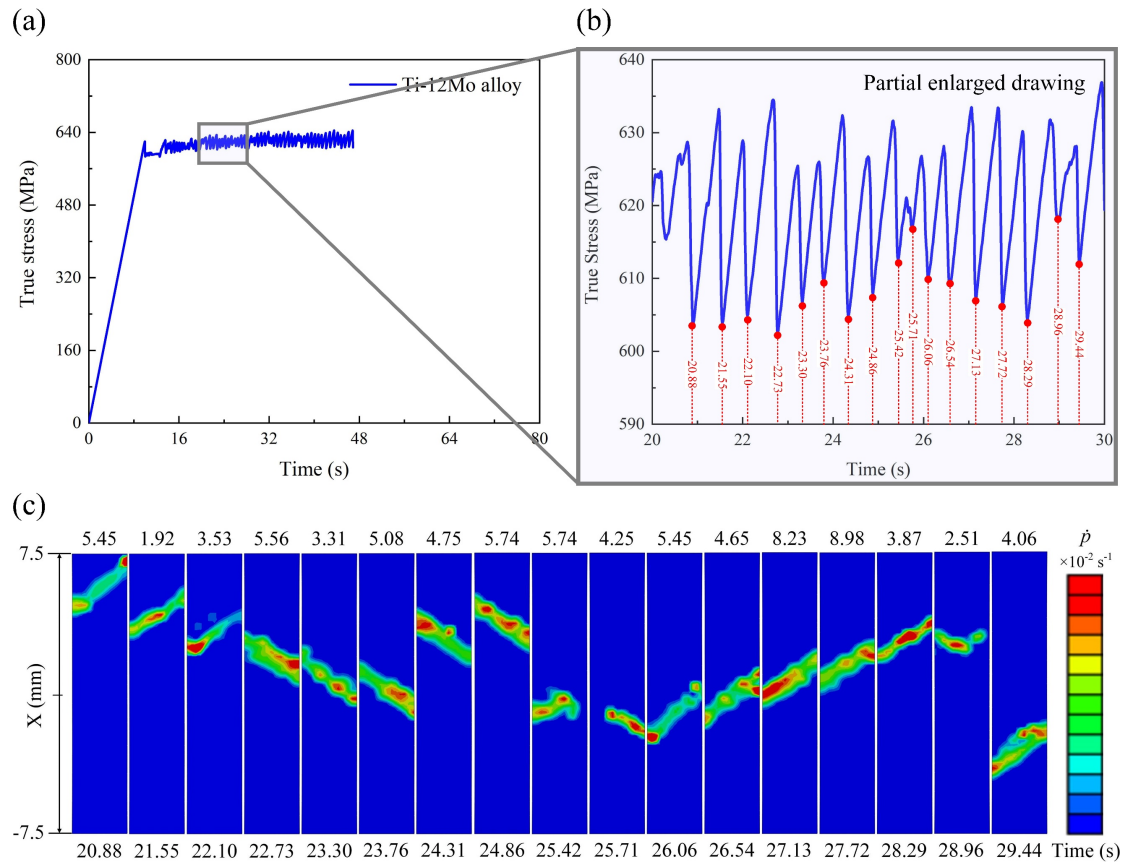 (a)
(b)
800
640
480
320
160
0
0 16 32 48 64 80
True stress (MPa)
Time (s)
Ti-12Mo alloy
Partial enlarged drawing
640
630
620
610
600
590
20 22 24 26 28 30
True Stress (MPa)
Time (s)
20.88 21.55 22.10 22.73 23.30 23.76 24.31 24.86 25.42 25.71 26.06 26.54 27.13 27.72 28.29 28.96 29.44
(c)
5.45 1.92 3.53 5.56 3.31 5.08 4.75 5.74 5.74 4.25 5.45 4.65 8.23 8.98 3.87 2.51 4.06
ṗ
×10⁻² s⁻¹
7.5
X (mm)
-7.5
20.88 21.55 22.10 22.73 23.30 23.76 24.31 24.86 25.42 25.71 26.06 26.54 27.13 27.72 28.29 28.96 29.44 Time (s)